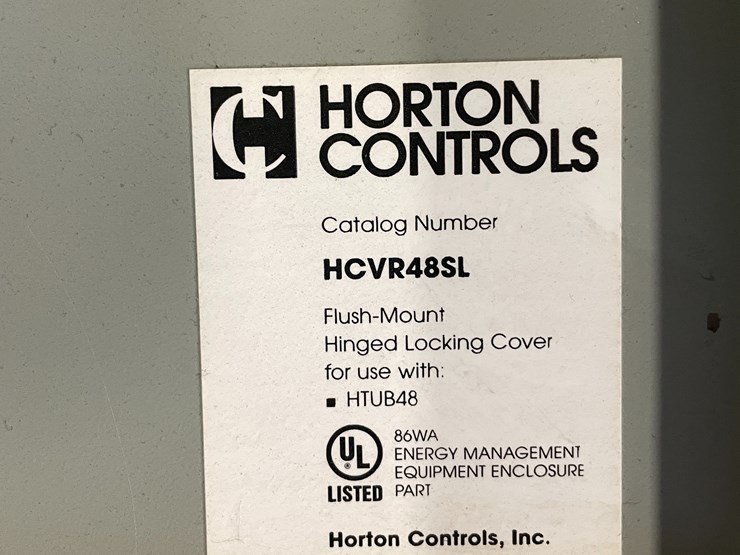 HORTON
CONTROLS
Catalog Number
HCVR48SL
Flush-Mount
Hinged Locking Cover
for use with:
▪ HTUB48
UL
®
LISTED
86WA
ENERGY MANAGEMENT
EQUIPMENT ENCLOSURE
PART
Horton Controls, Inc.